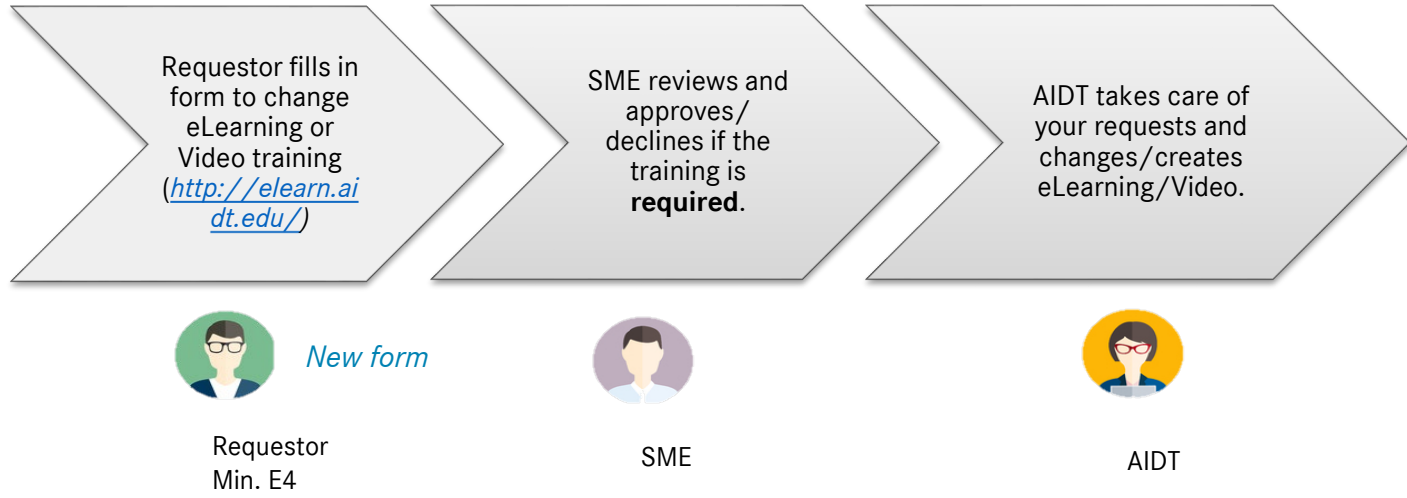 Requestor fills in
form to change
eLearning or
Video training
(http://elearn.ai
dt.edu/)
SME reviews and
approves/
declines if the
training is
required.
AIDT takes care of
your requests and
changes/creates
eLearning/Video.
New form
Requestor
Min. E4
SME
AIDT